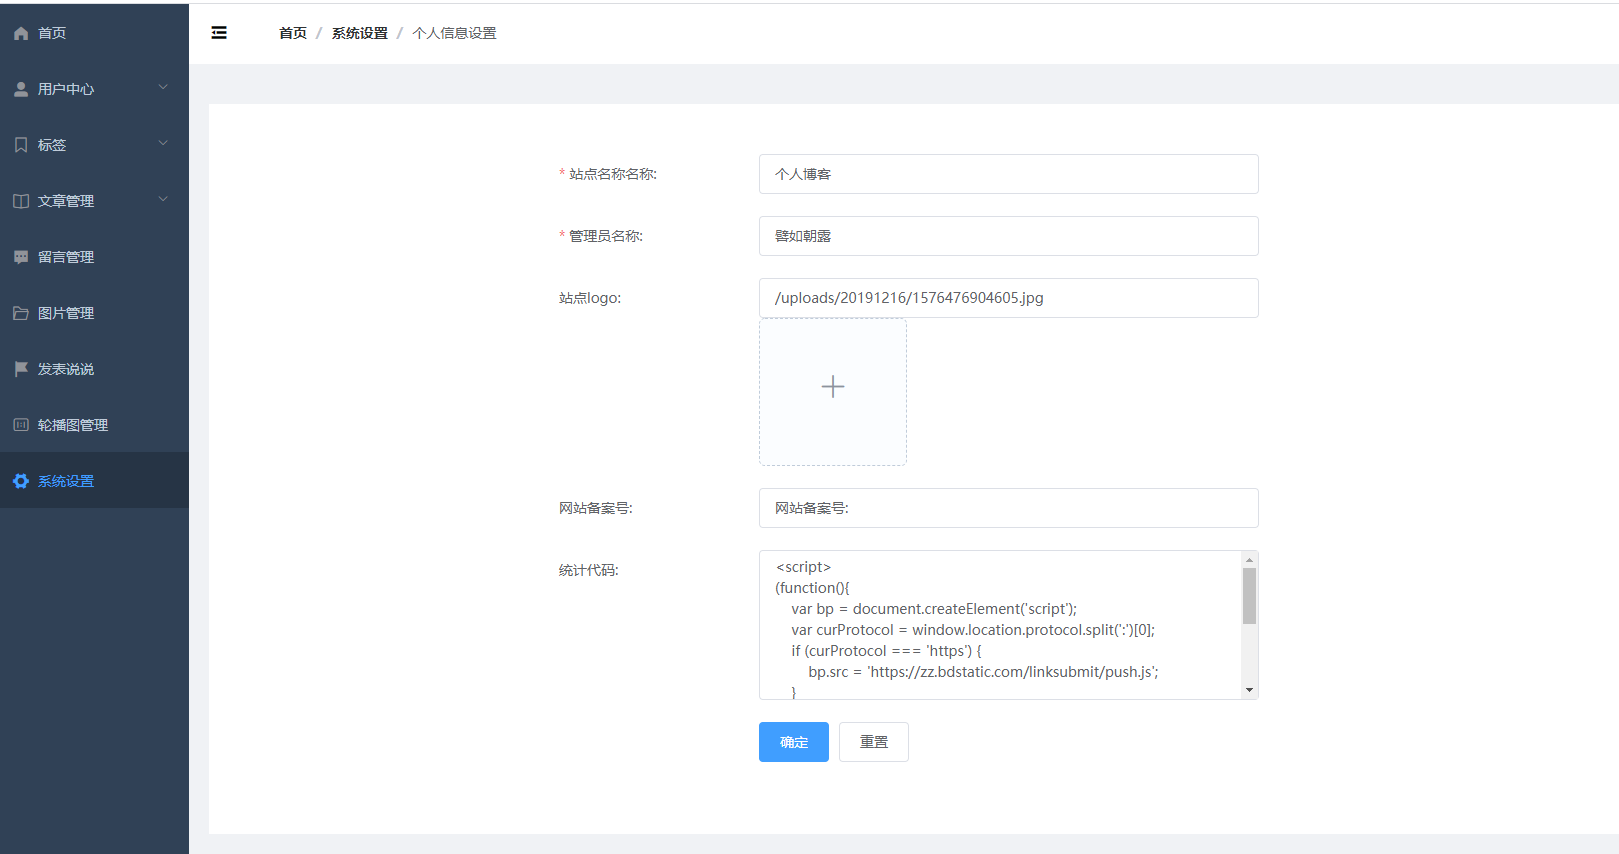 首页
用户中心
标签
文章管理
留言管理
图片管理
发表说说
轮播图管理
系统设置
首页 / 系统设置 / 个人信息设置
* 站点名称名称:
个人博客
* 管理员名称:
譬如朝露
站点logo:
/uploads/20191216/1576476904605.jpg
网站备案号:
网站备案号:
统计代码:
<script>
(function(){
var bp = document.createElement('script');
var curProtocol = window.location.protocol.split(':')[0];
if (curProtocol === 'https') {
bp.src = 'https://zz.bdstatic.com/linksubmit/push.js';
}
确定
重置